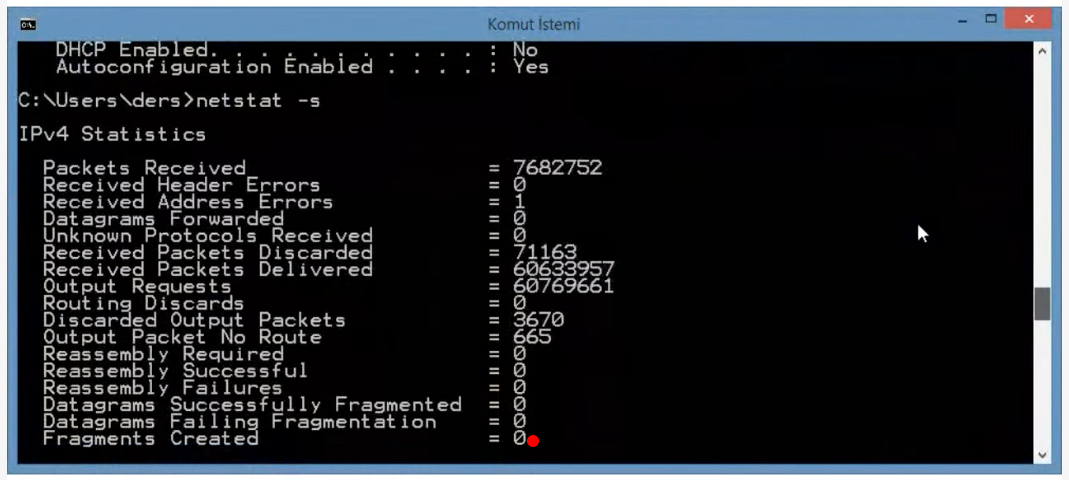 Komut İstemi
DHCP Enabled. . . . . . . . . . . : No
Autoconfiguration Enabled . . . . : Yes
C:\Users\ders>netstat -s
IPv4 Statistics
Packets Received = 7682752
Received Header Errors = 0
Received Address Errors = 1
Datagrams Forwarded = 0
Unknown Protocols Received = 0
Received Packets Discarded = 71163
Received Packets Delivered = 60633957
Output Requests = 60769661
Routing Discards = 0
Discarded Output Packets = 3670
Output Packet No Route = 665
Reassembly Required = 0
Reassembly Successful = 0
Reassembly Failures = 0
Datagrams Successfully Fragmented = 0
Datagrams Failing Fragmentation = 0
Fragments Created = 0